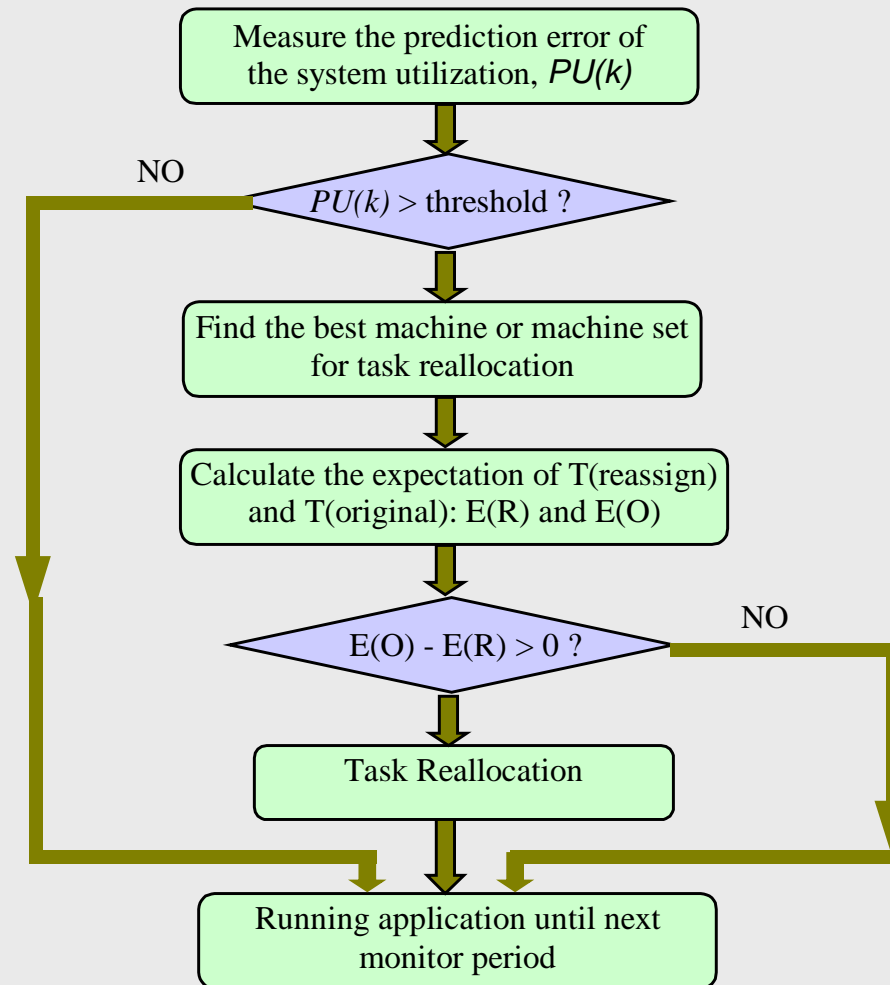 Measure the prediction error of
the system utilization, PU(k)
NO
PU(k) > threshold ?
Find the best machine or machine set
for task reallocation
Calculate the expectation of T(reassign)
and T(original): E(R) and E(O)
NO
E(O) - E(R) > 0 ?
Task Reallocation
Running application until next
monitor period